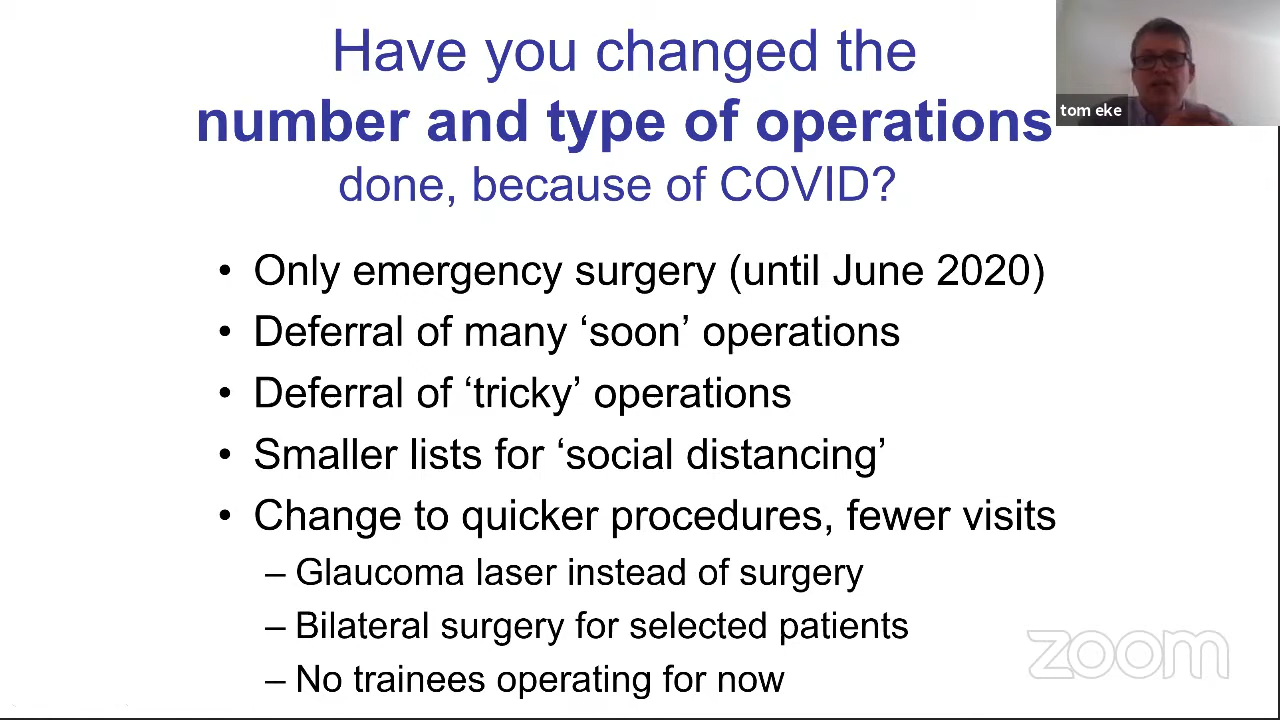 Have you changed the
number and type of operations
done, because of COVID?
tom eke
• Only emergency surgery (until June 2020)
• Deferral of many ‘soon’ operations
• Deferral of ‘tricky’ operations
• Smaller lists for ‘social distancing’
• Change to quicker procedures, fewer visits
– Glaucoma laser instead of surgery
– Bilateral surgery for selected patients
– No trainees operating for now
zoom